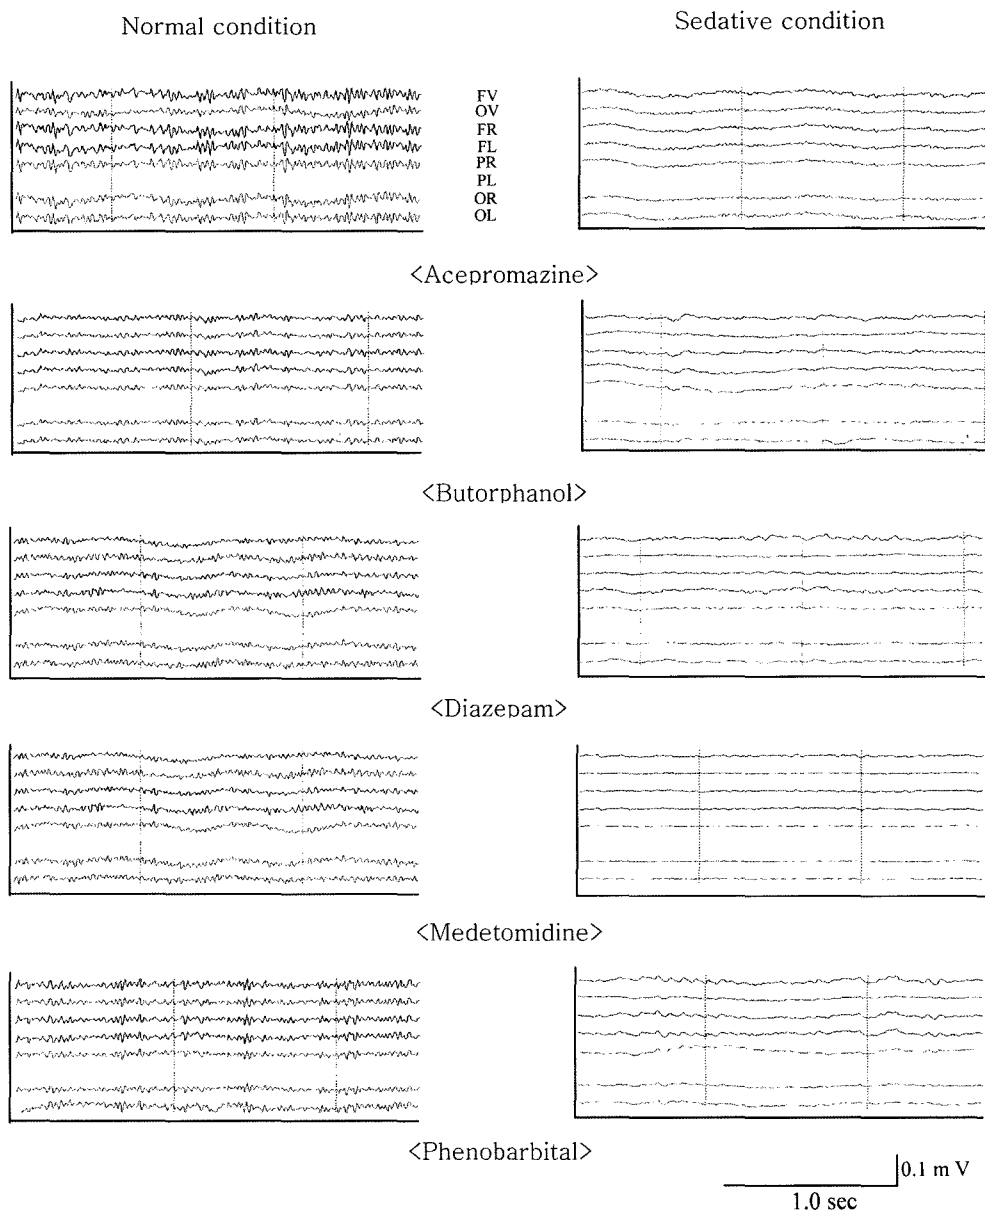 Normal condition
Sedative condition
FV
OV
FR
FL
PR
PL
OR
OL
<Acepromazine>
<Butorphanol>
<Diazepam>
<Medetomidine>
<Phenobarbital>
0.1 m V
1.0 sec